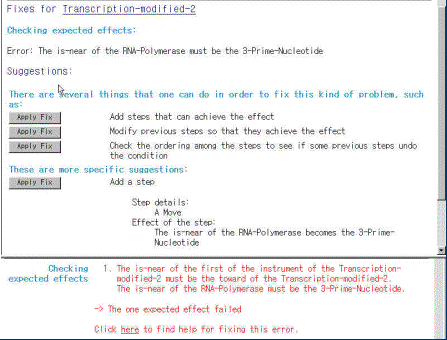 Fixes for Transcription-modified-2
Checking expected effects:
Error: The is-near of the RNA-Polymerase must be the 3-Prime-Nucleotide
Suggestions:
There are several things that one can do in order to fix this kind of problem, such
as:
Apply Fix Add steps that can achieve the effect
Apply Fix Modify previous steps so that they achieve the effect
Apply Fix Check the ordering among the steps to see if some previous steps undo
the condition
These are more specific suggestions:
Apply Fix Add a step
Step details:
A Move
Effect of the step:
The is-near of the RNA-Polymerase becomes the 3-Prime-
Nucleotide
Checking 1. The is-near of the first of the instrument of the Transcription-
expected effects modified-2 must be the toward of the Transcription-modified-2.
The is-near of the RNA-Polymerase must be the 3-Prime-Nucleotide.
-> The one expected effect failed
Click here to find help for fixing this error.